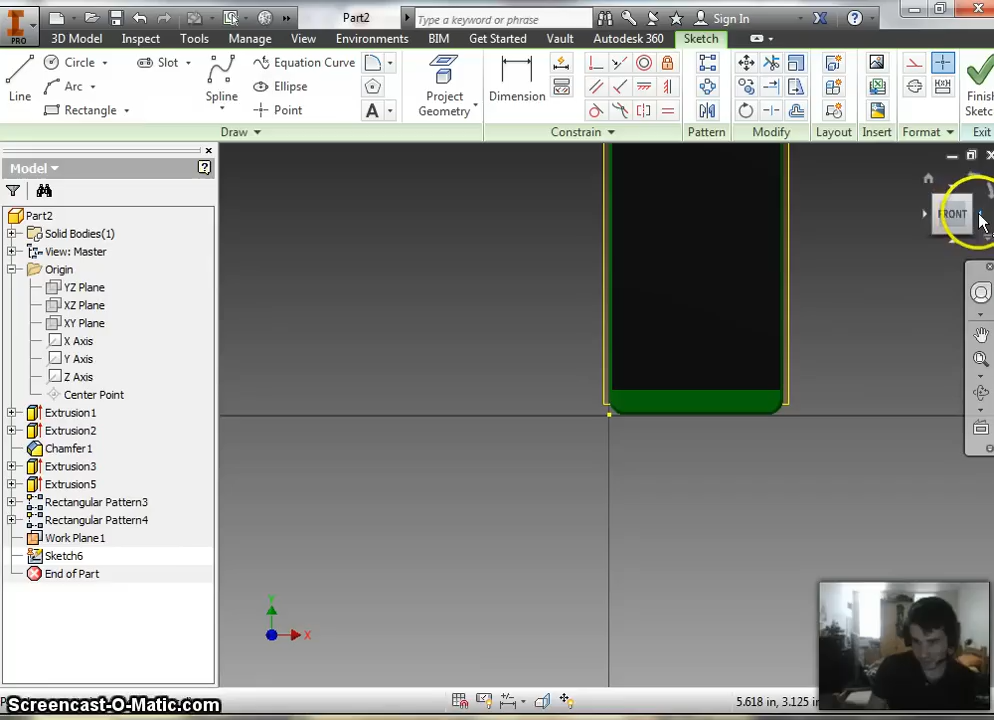 Part2
Type a keyword or phrase
Sign In
PRO
3D Model Inspect Tools Manage View Environments BIM Get Started Vault Autodesk 360 Sketch
Line
Circle
Arc
Rectangle
Slot
Spline
Equation Curve
Ellipse
Point
A
Project
Geometry
Dimension
Finish
Sketc
Draw Constrain Pattern Modify Layout Insert Format Exit
Model
Part2
Solid Bodies(1)
View: Master
Origin
YZ Plane
XZ Plane
XY Plane
X Axis
Y Axis
Z Axis
Center Point
Extrusion1
Extrusion2
Chamfer1
Extrusion3
Extrusion5
Rectangular Pattern3
Rectangular Pattern4
Work Plane1
Sketch6
End of Part
FRONT
Y
X
Screencast-O-Matic.com
5.618 in, 3.125 in